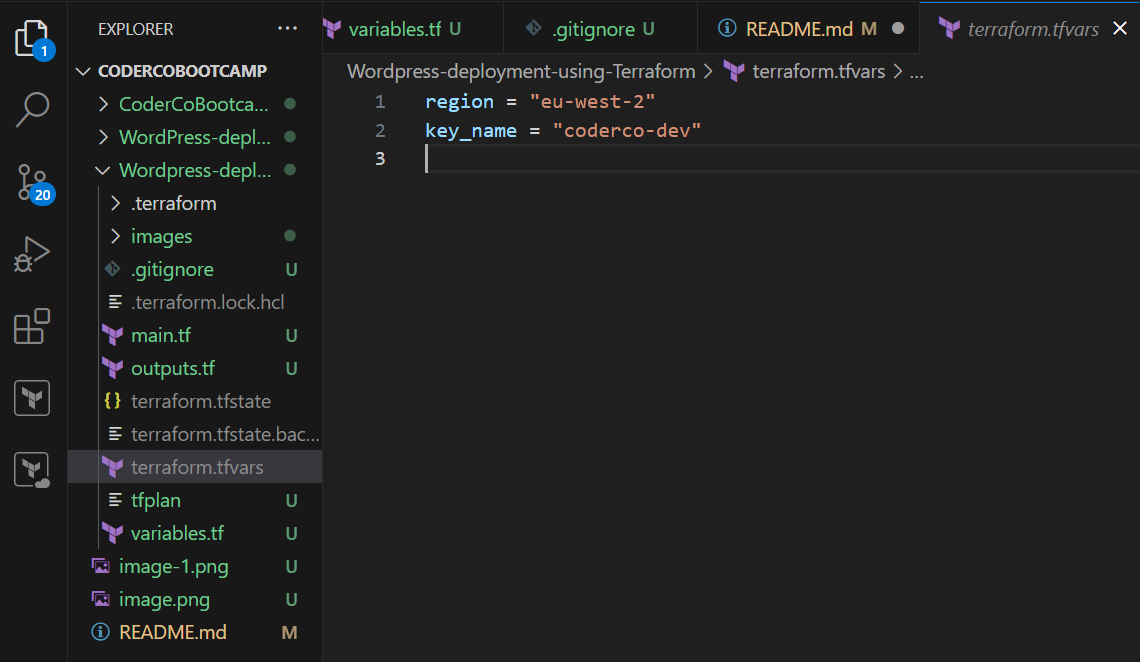 EXPLORER ...
variables.tf U
.gitignore U
README.md M
terraform.tfvars
1
CODERCOBOOTCAMP
Wordpress-deployment-using-Terraform > terraform.tfvars > ...
CoderCoBootca...
1 region = "eu-west-2"
WordPress-depl...
2 key_name = "coderco-dev"
Wordpress-depl...
3
20
.terraform
images
.gitignore U
.terraform.lock.hcl
main.tf U
outputs.tf U
{} terraform.tfstate
terraform.tfstate.bac...
terraform.tfvars
tfplan U
variables.tf U
image-1.png U
image.png U
README.md M